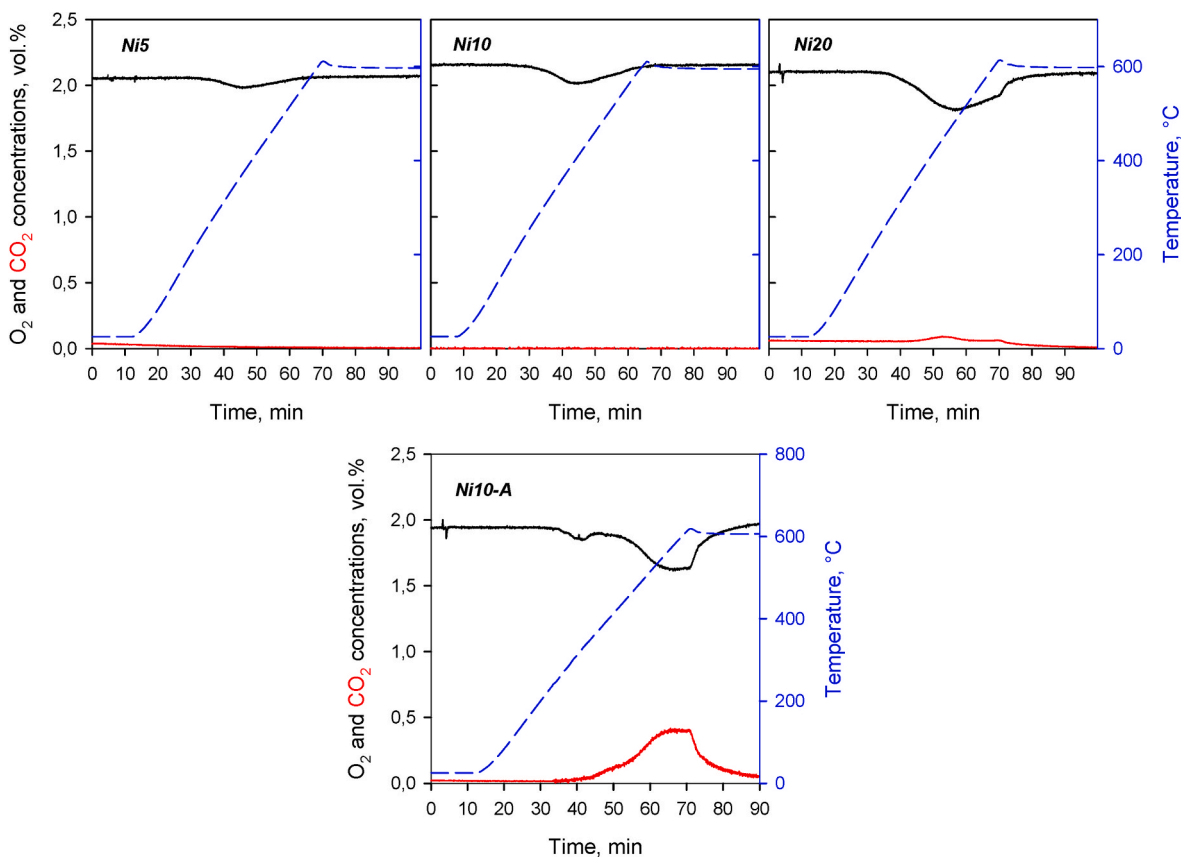 O2 and CO2 concentrations, vol.%
2,5
2,0
1,5
1,0
0,5
0,0
Ni5
0 10 20 30 40 50 60 70 80 90
Time, min
Ni10
0 10 20 30 40 50 60 70 80 90
Time, min
Ni20
0 10 20 30 40 50 60 70 80 90
Time, min
600
400
200
0
Temperature, °C
O2 and CO2 concentrations, vol.%
2,5
2,0
1,5
1,0
0,5
0,0
Ni10-A
0 10 20 30 40 50 60 70 80 90
Time, min
800
600
400
200
0
Temperature, °C